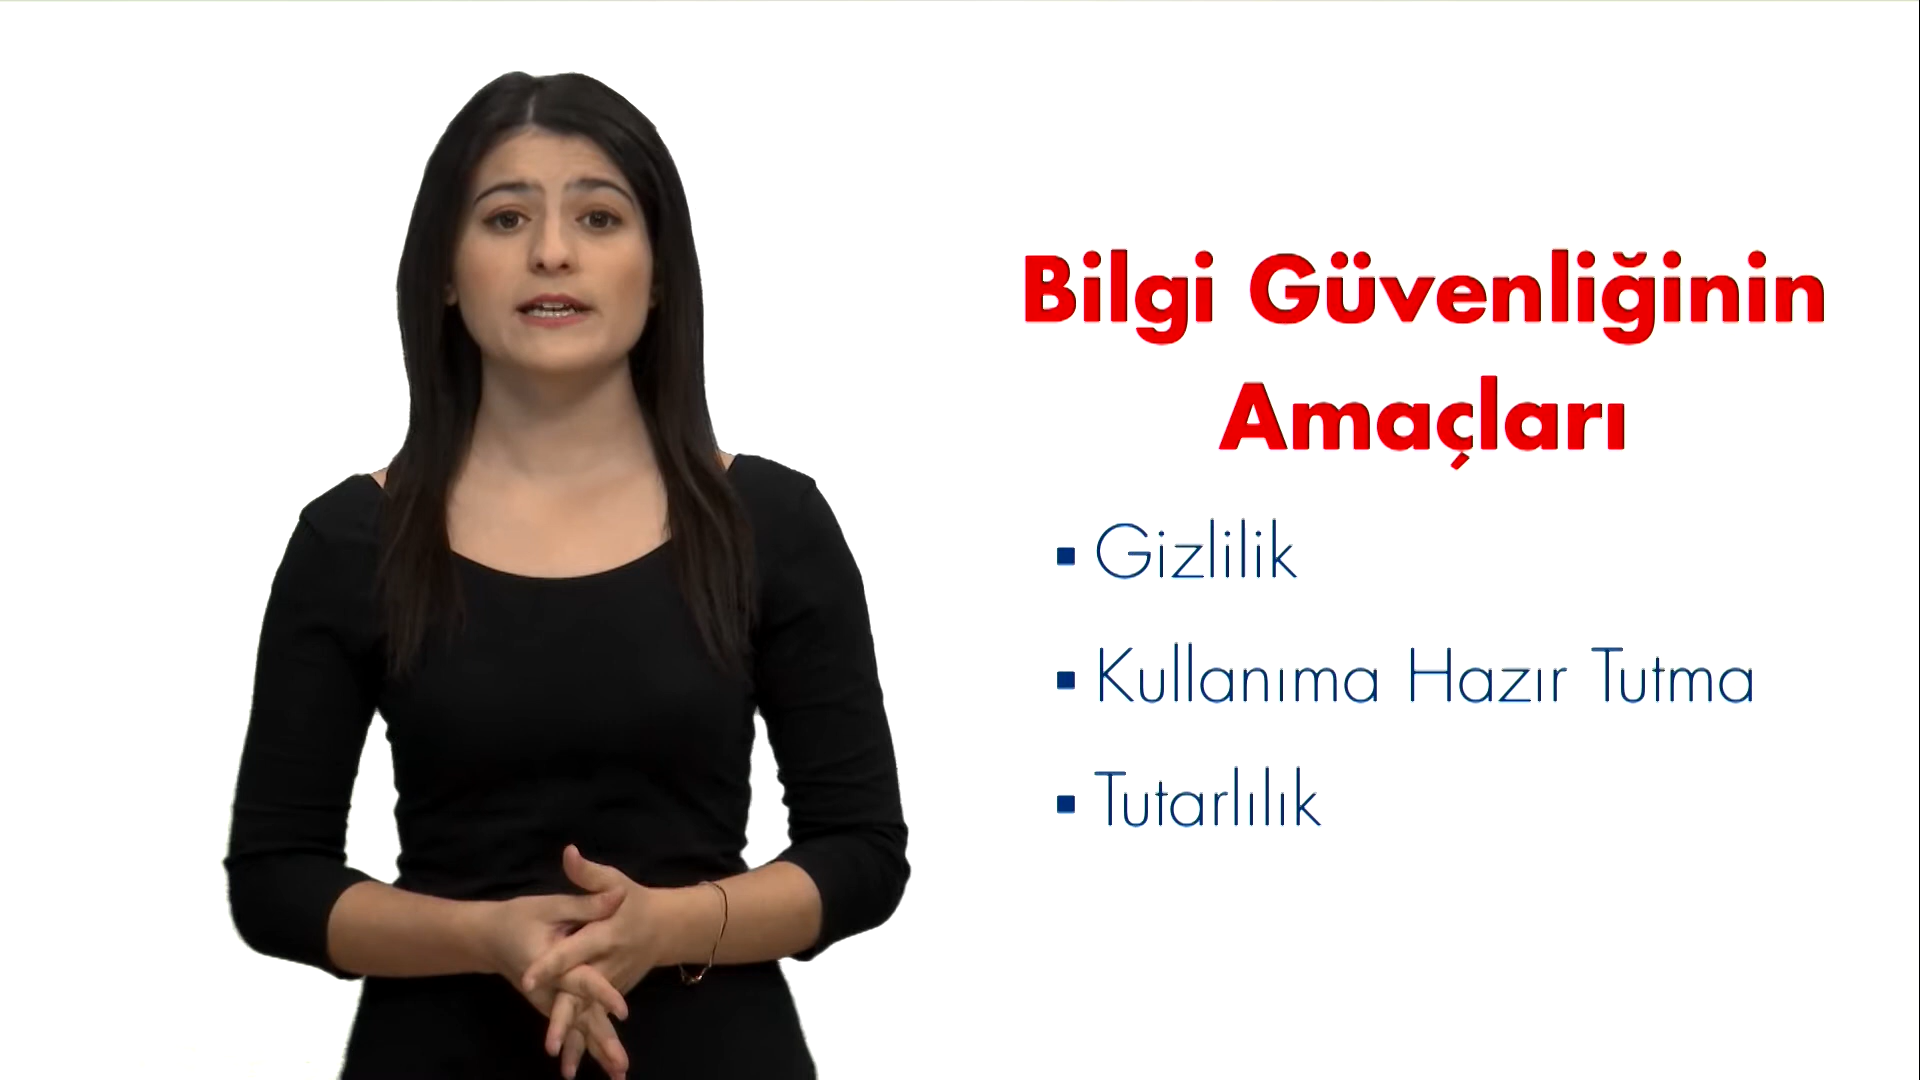 Bilgi Güvenliğinin
Amaçları
▪ Gizlilik
▪ Kullanıma Hazır Tutma
▪ Tutarlılık